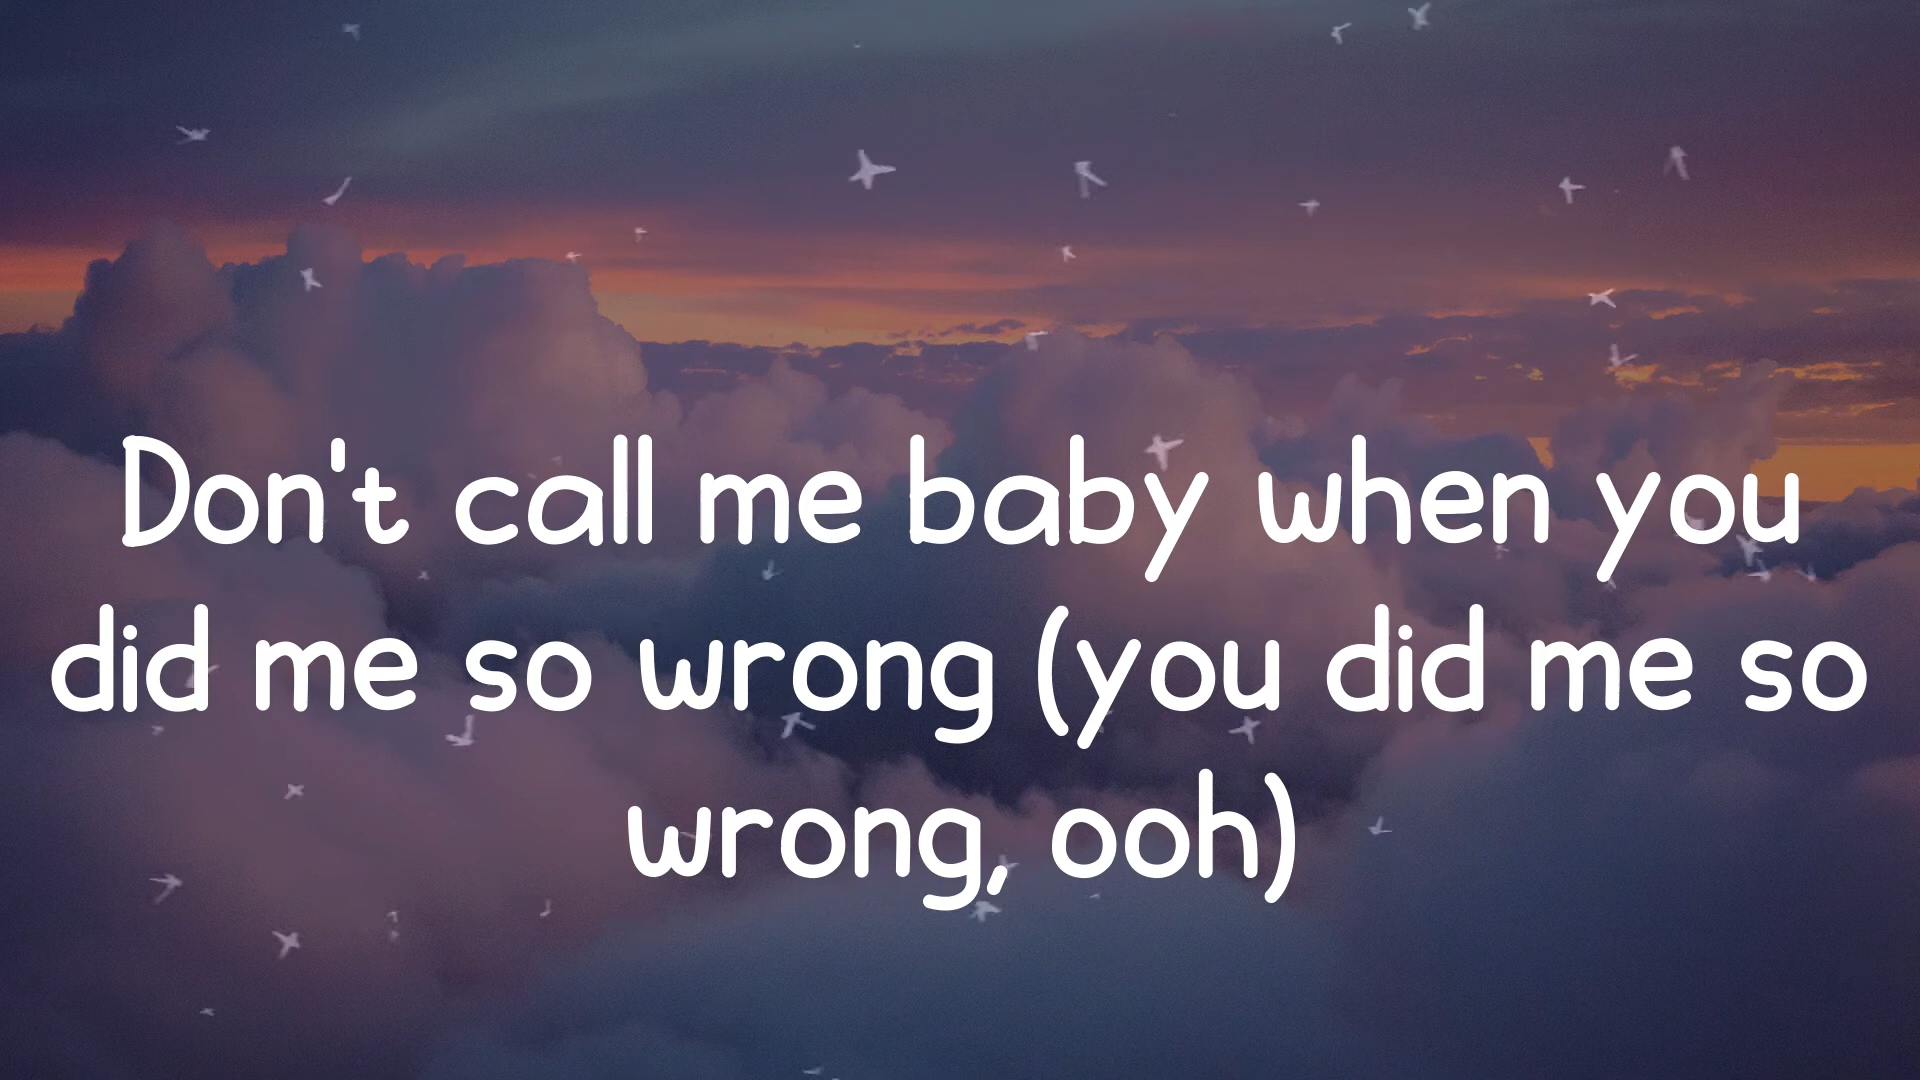 Don't call me baby when you
did me so wrong (you did me so
wrong, ooh)